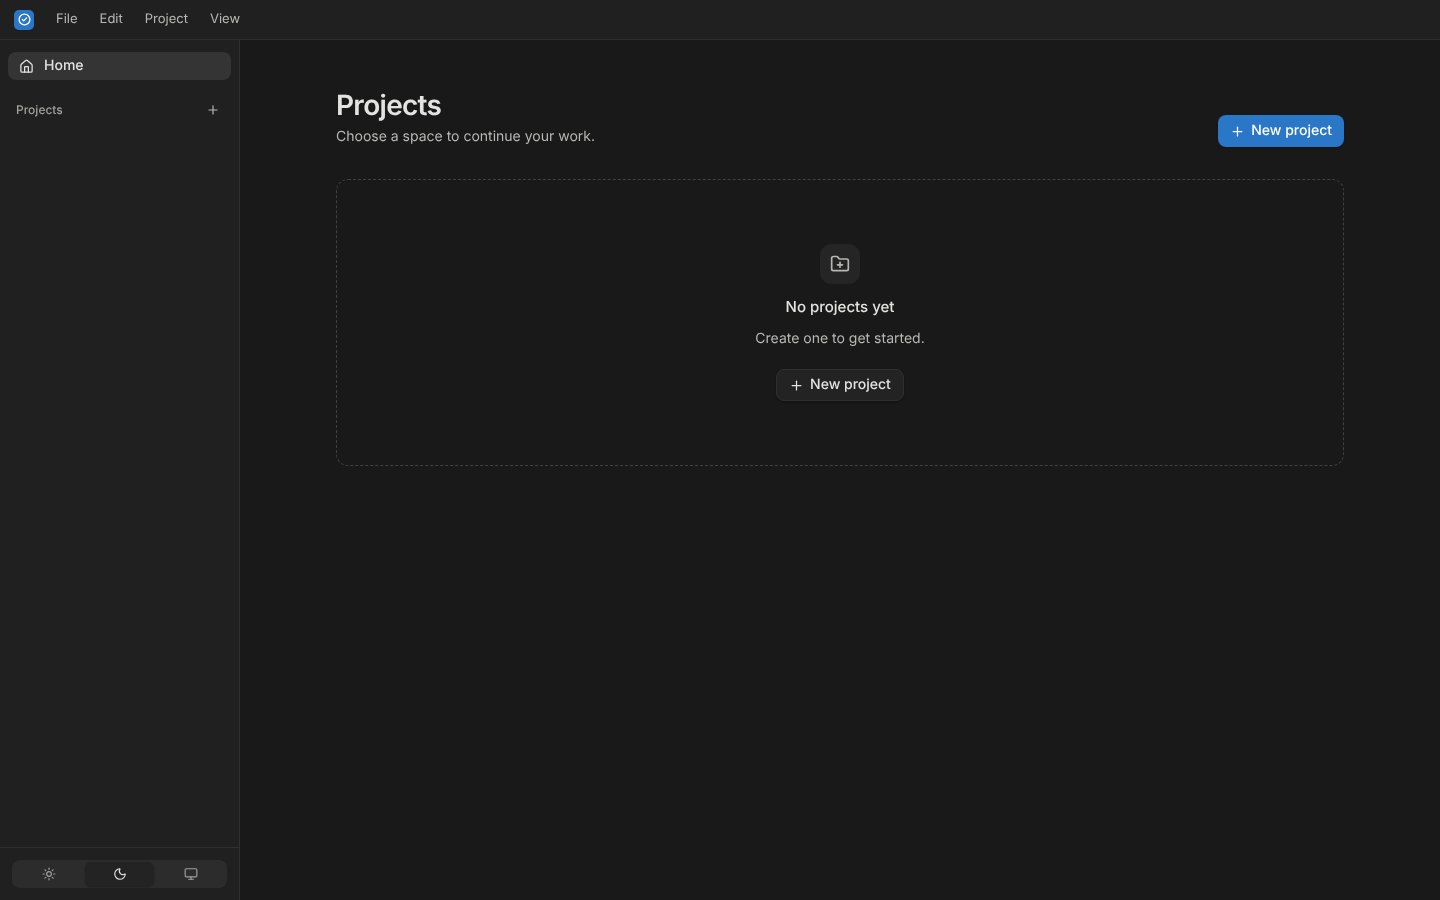 File Edit Project View
Home
Projects
Projects
Choose a space to continue your work.
New project
No projects yet
Create one to get started.
New project